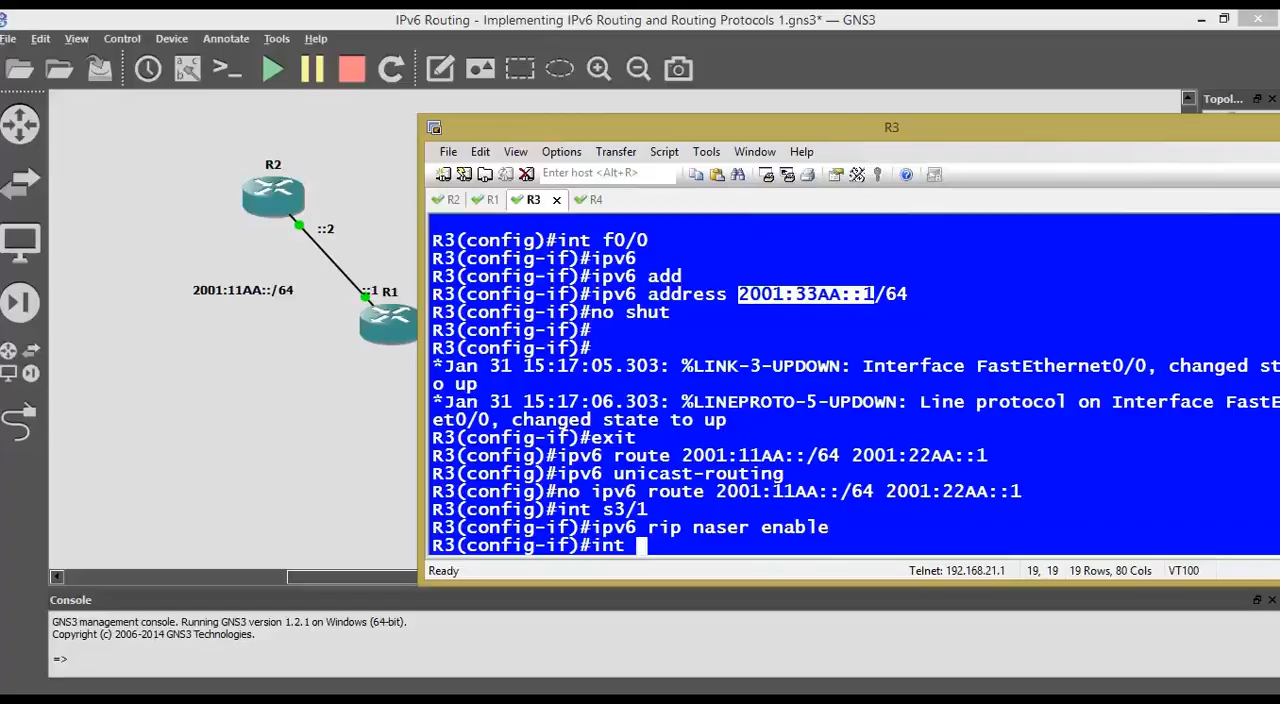 IPv6 Routing - Implementing IPv6 Routing and Routing Protocols 1.gns3* — GNS3
File Edit View Control Device Annotate Tools Help
Topol...
R2
::2
2001:11AA::/64
::1 R1
R3
File Edit View Options Transfer Script Tools Window Help
Enter host <Alt+R>
R2 R1 R3 R4
R3(config)#int f0/0
R3(config-if)#ipv6
R3(config-if)#ipv6 add
R3(config-if)#ipv6 address 2001:33AA::1/64
R3(config-if)#no shut
R3(config-if)#
R3(config-if)#
*Jan 31 15:17:05.303: %LINK-3-UPDOWN: Interface FastEthernet0/0, changed st
o up
*Jan 31 15:17:06.303: %LINEPROTO-5-UPDOWN: Line protocol on Interface FastE
et0/0, changed state to up
R3(config-if)#exit
R3(config)#ipv6 route 2001:11AA::/64 2001:22AA::1
R3(config)#ipv6 unicast-routing
R3(config)#no ipv6 route 2001:11AA::/64 2001:22AA::1
R3(config)#int s3/1
R3(config-if)#ipv6 rip naser enable
R3(config-if)#int
Ready Telnet: 192.168.21.1 19, 19 19 Rows, 80 Cols VT100
Console
GNS3 management console. Running GNS3 version 1.2.1 on Windows (64-bit).
Copyright (c) 2006-2014 GNS3 Technologies.
=>